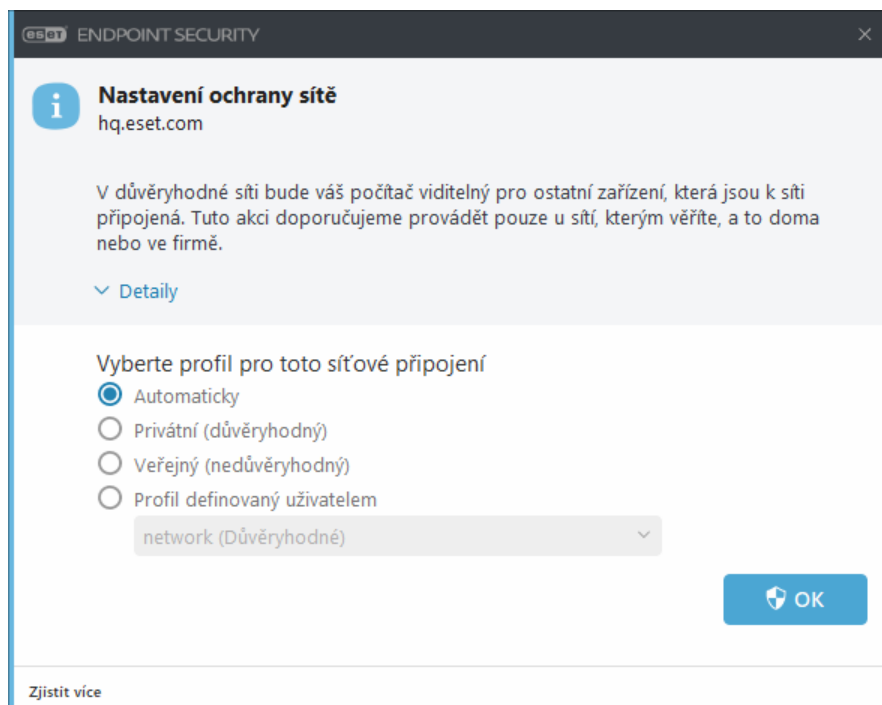 eset ENDPOINT SECURITY
Nastavení ochrany sítě
hq.eset.com
V důvěryhodné síti bude váš počítač viditelný pro ostatní zařízení, která jsou k síti
připojená. Tuto akci doporučujeme provádět pouze u sítí, kterým věříte, a to doma
nebo ve firmě.
Detaily
Vyberte profil pro toto síťové připojení
Automaticky
Privátní (důvěryhodný)
Veřejný (nedůvěryhodný)
Profil definovaný uživatelem
network (Důvěryhodné)
OK
Zjistit více